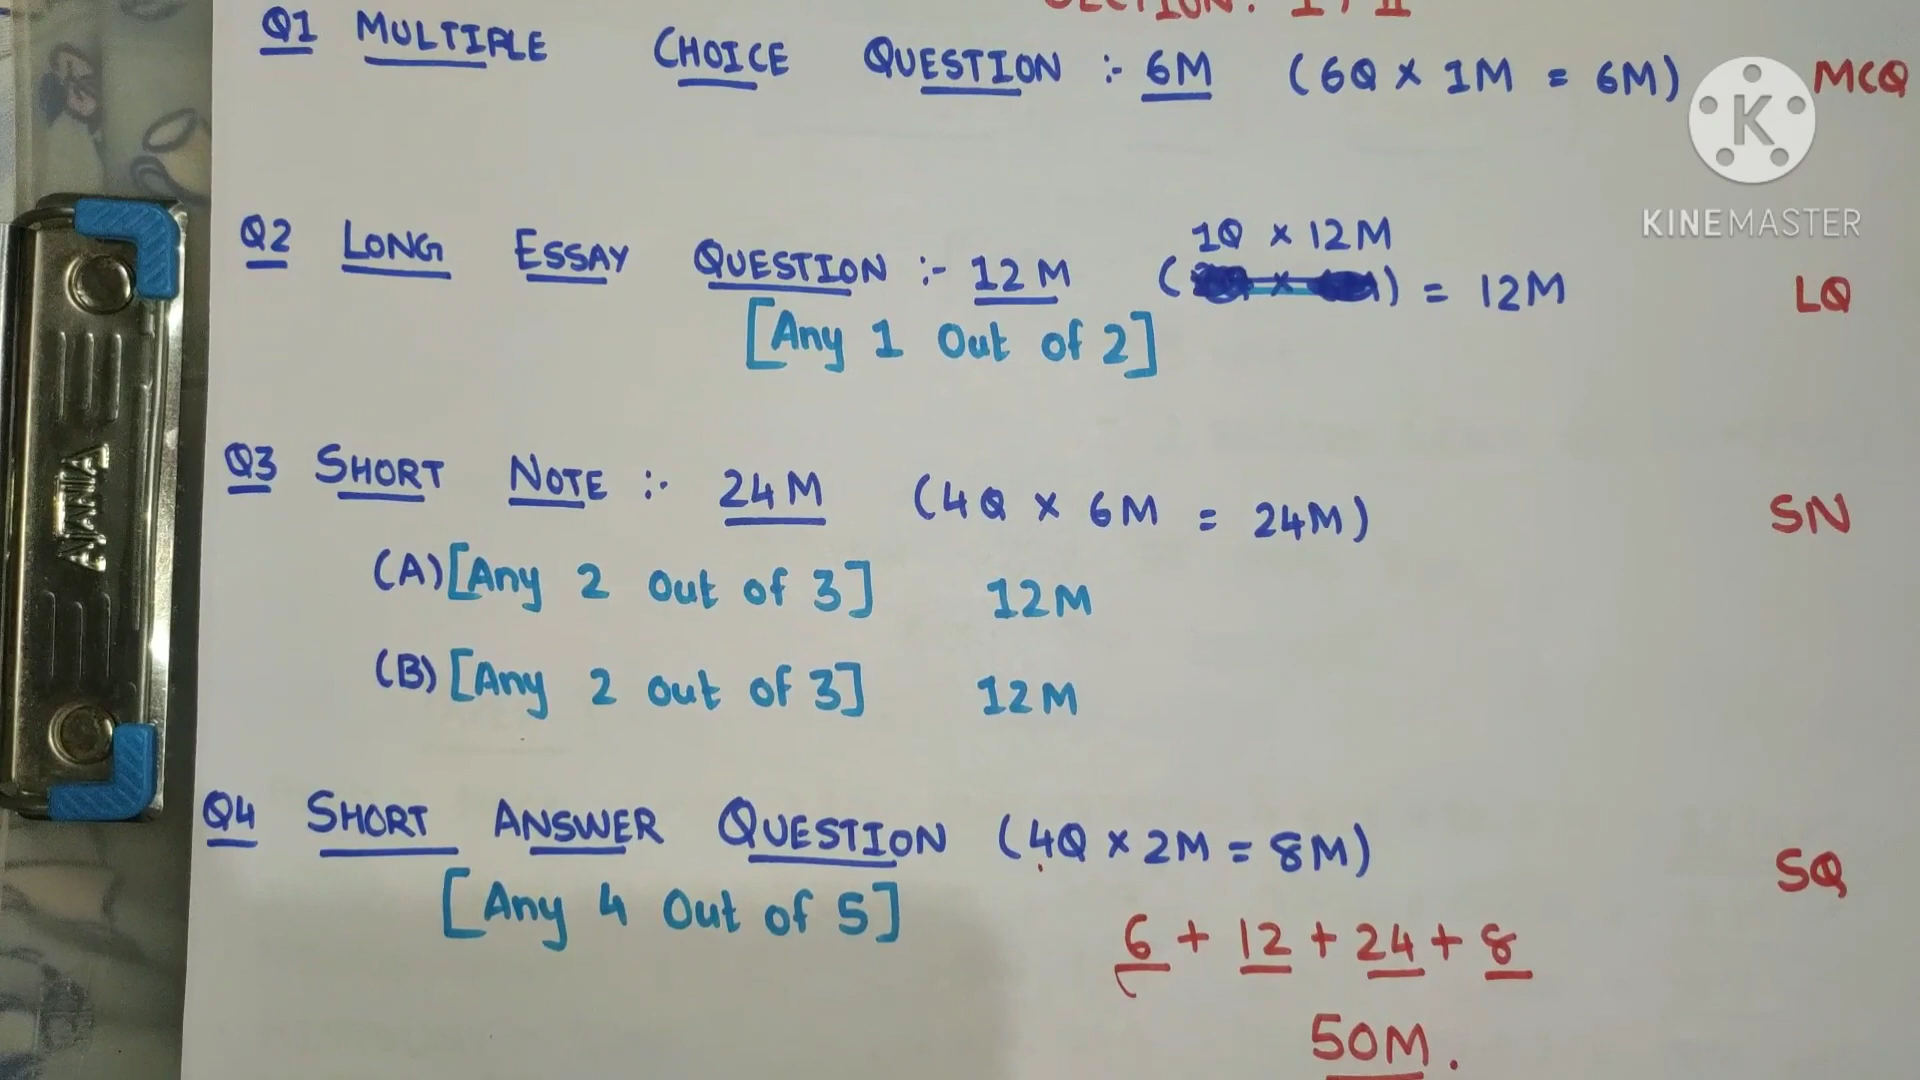 SECTION: I / II
Q1 MULTIPLE CHOICE QUESTION :- 6M (6Q × 1M = 6M) MCQ
K
KINEMASTER
1Q × 12M
Q2 LONG ESSAY QUESTION :- 12M ( ) = 12M LQ
[Any 1 Out of 2]
Q3 SHORT NOTE :- 24M (4Q × 6M = 24M) SN
(A) [Any 2 Out of 3] 12M
(B) [Any 2 out of 3] 12M
AJANTA
Q4 SHORT ANSWER QUESTION (4Q × 2M = 8M) SQ
[Any 4 Out of 5]
6 + 12 + 24 + 8
50M.